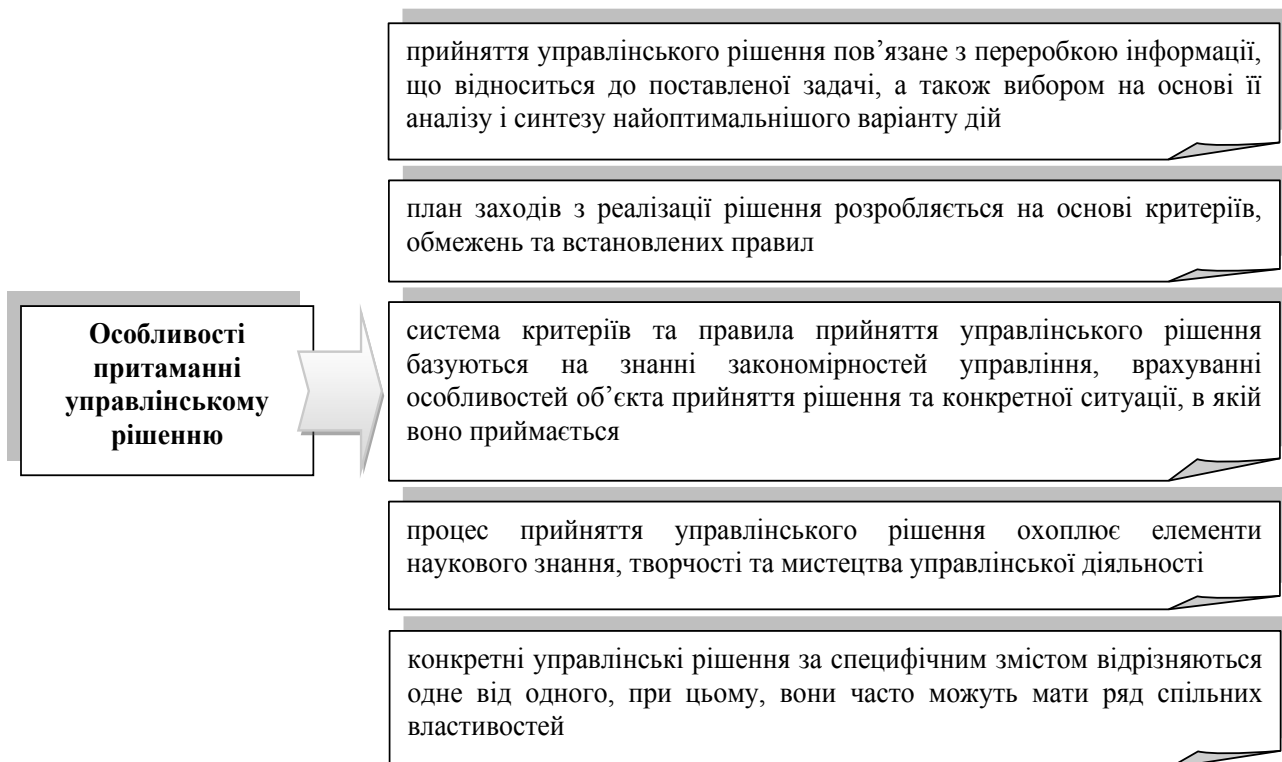 прийняття управлінського рішення пов’язане з переробкою інформації,
що відноситься до поставленої задачі, а також вибором на основі її
аналізу і синтезу найоптимальнішого варіанту дій
план заходів з реалізації рішення розробляється на основі критеріїв,
обмежень та встановлених правил
Особливості
притаманні
управлінському
рішенню
система критеріїв та правила прийняття управлінського рішення
базуються на знанні закономірностей управління, врахуванні
особливостей об’єкта прийняття рішення та конкретної ситуації, в якій
воно приймається
процес прийняття управлінського рішення охоплює елементи
наукового знання, творчості та мистецтва управлінської діяльності
конкретні управлінські рішення за специфічним змістом відрізняються
одне від одного, при цьому, вони часто можуть мати ряд спільних
властивостей